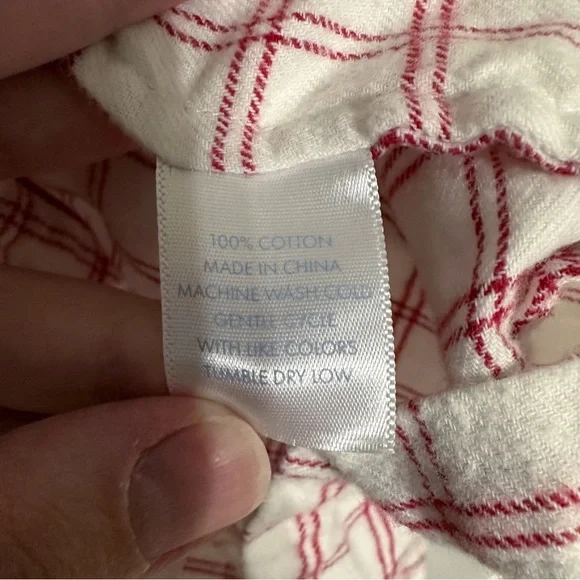 100% COTTON
MADE IN CHINA
MACHINE WASH COLD
GENTLE CYCLE
WITH LIKE COLORS
TUMBLE DRY LOW